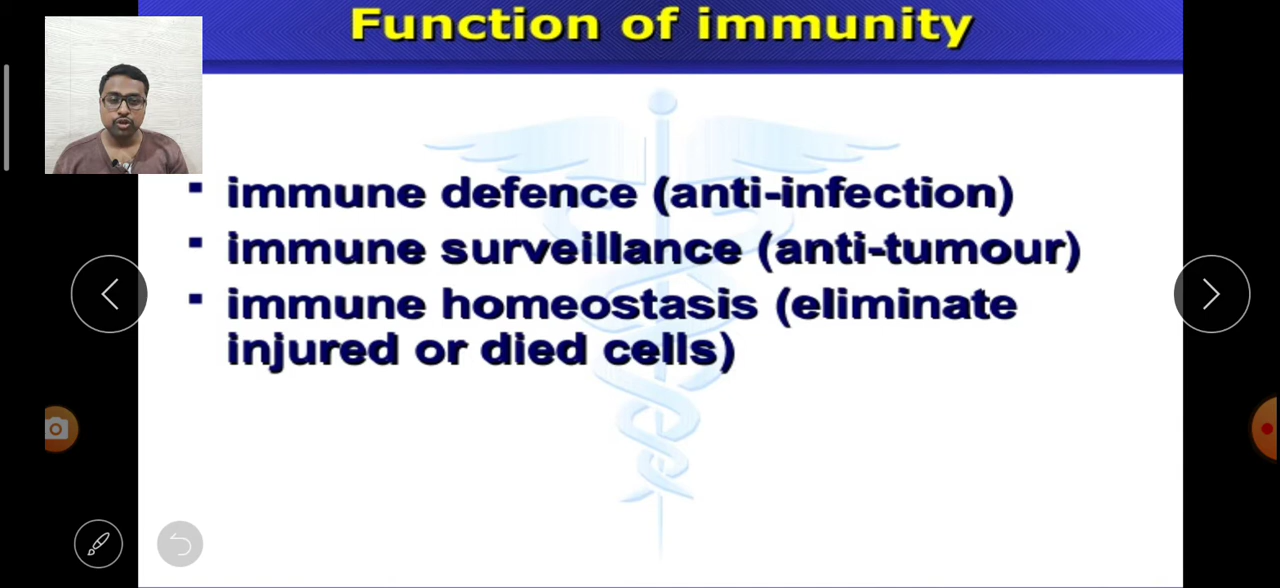 Function of immunity
immune defence (anti-infection)
immune surveillance (anti-tumour)
immune homeostasis (eliminate
injured or died cells)